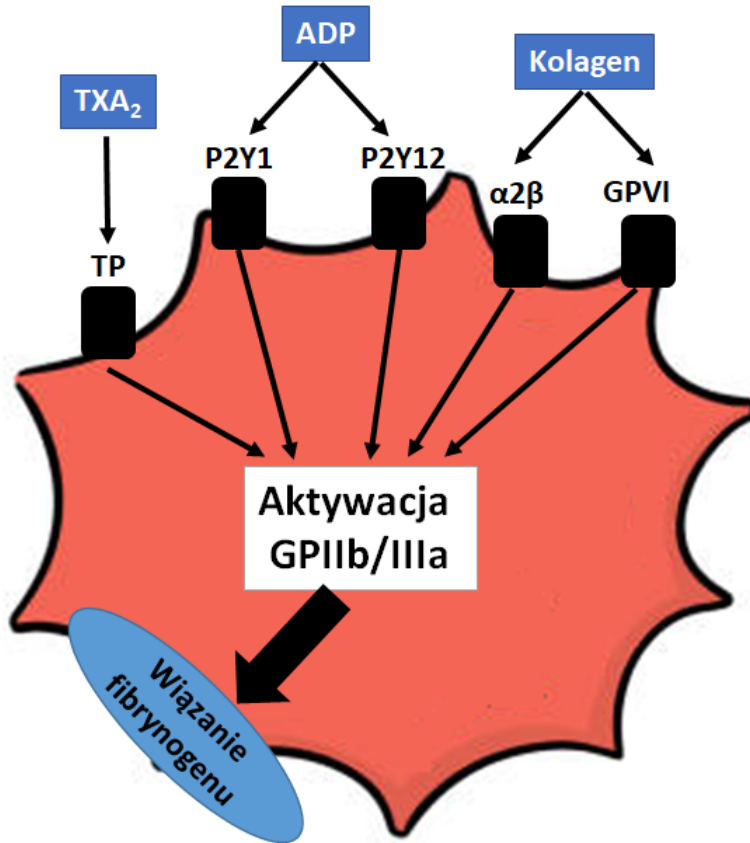 ADP
Kolagen
TXA₂
P2Y1
P2Y12
α2β
GPVI
TP
Aktywacja
GPIIb/IIIa
Wiązanie
fibrynogenu